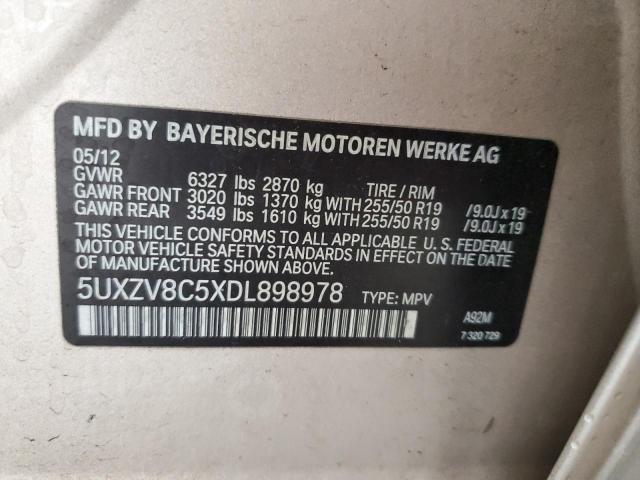 MFD BY BAYERISCHE MOTOREN WERKE AG
05/12
GVWR 6327 lbs 2870 kg TIRE / RIM
GAWR FRONT 3020 lbs 1370 kg WITH 255/50 R19 /9.0J x 19
GAWR REAR 3549 lbs 1610 kg WITH 255/50 R19 /9.0J x 19
THIS VEHICLE CONFORMS TO ALL APPLICABLE U.S. FEDERAL
MOTOR VEHICLE SAFETY STANDARDS IN EFFECT ON THE DATE
OF MANUFACTURE SHOWN ABOVE.
5UXZV8C5XDL898978 TYPE: MPV
A92M
7 320 729